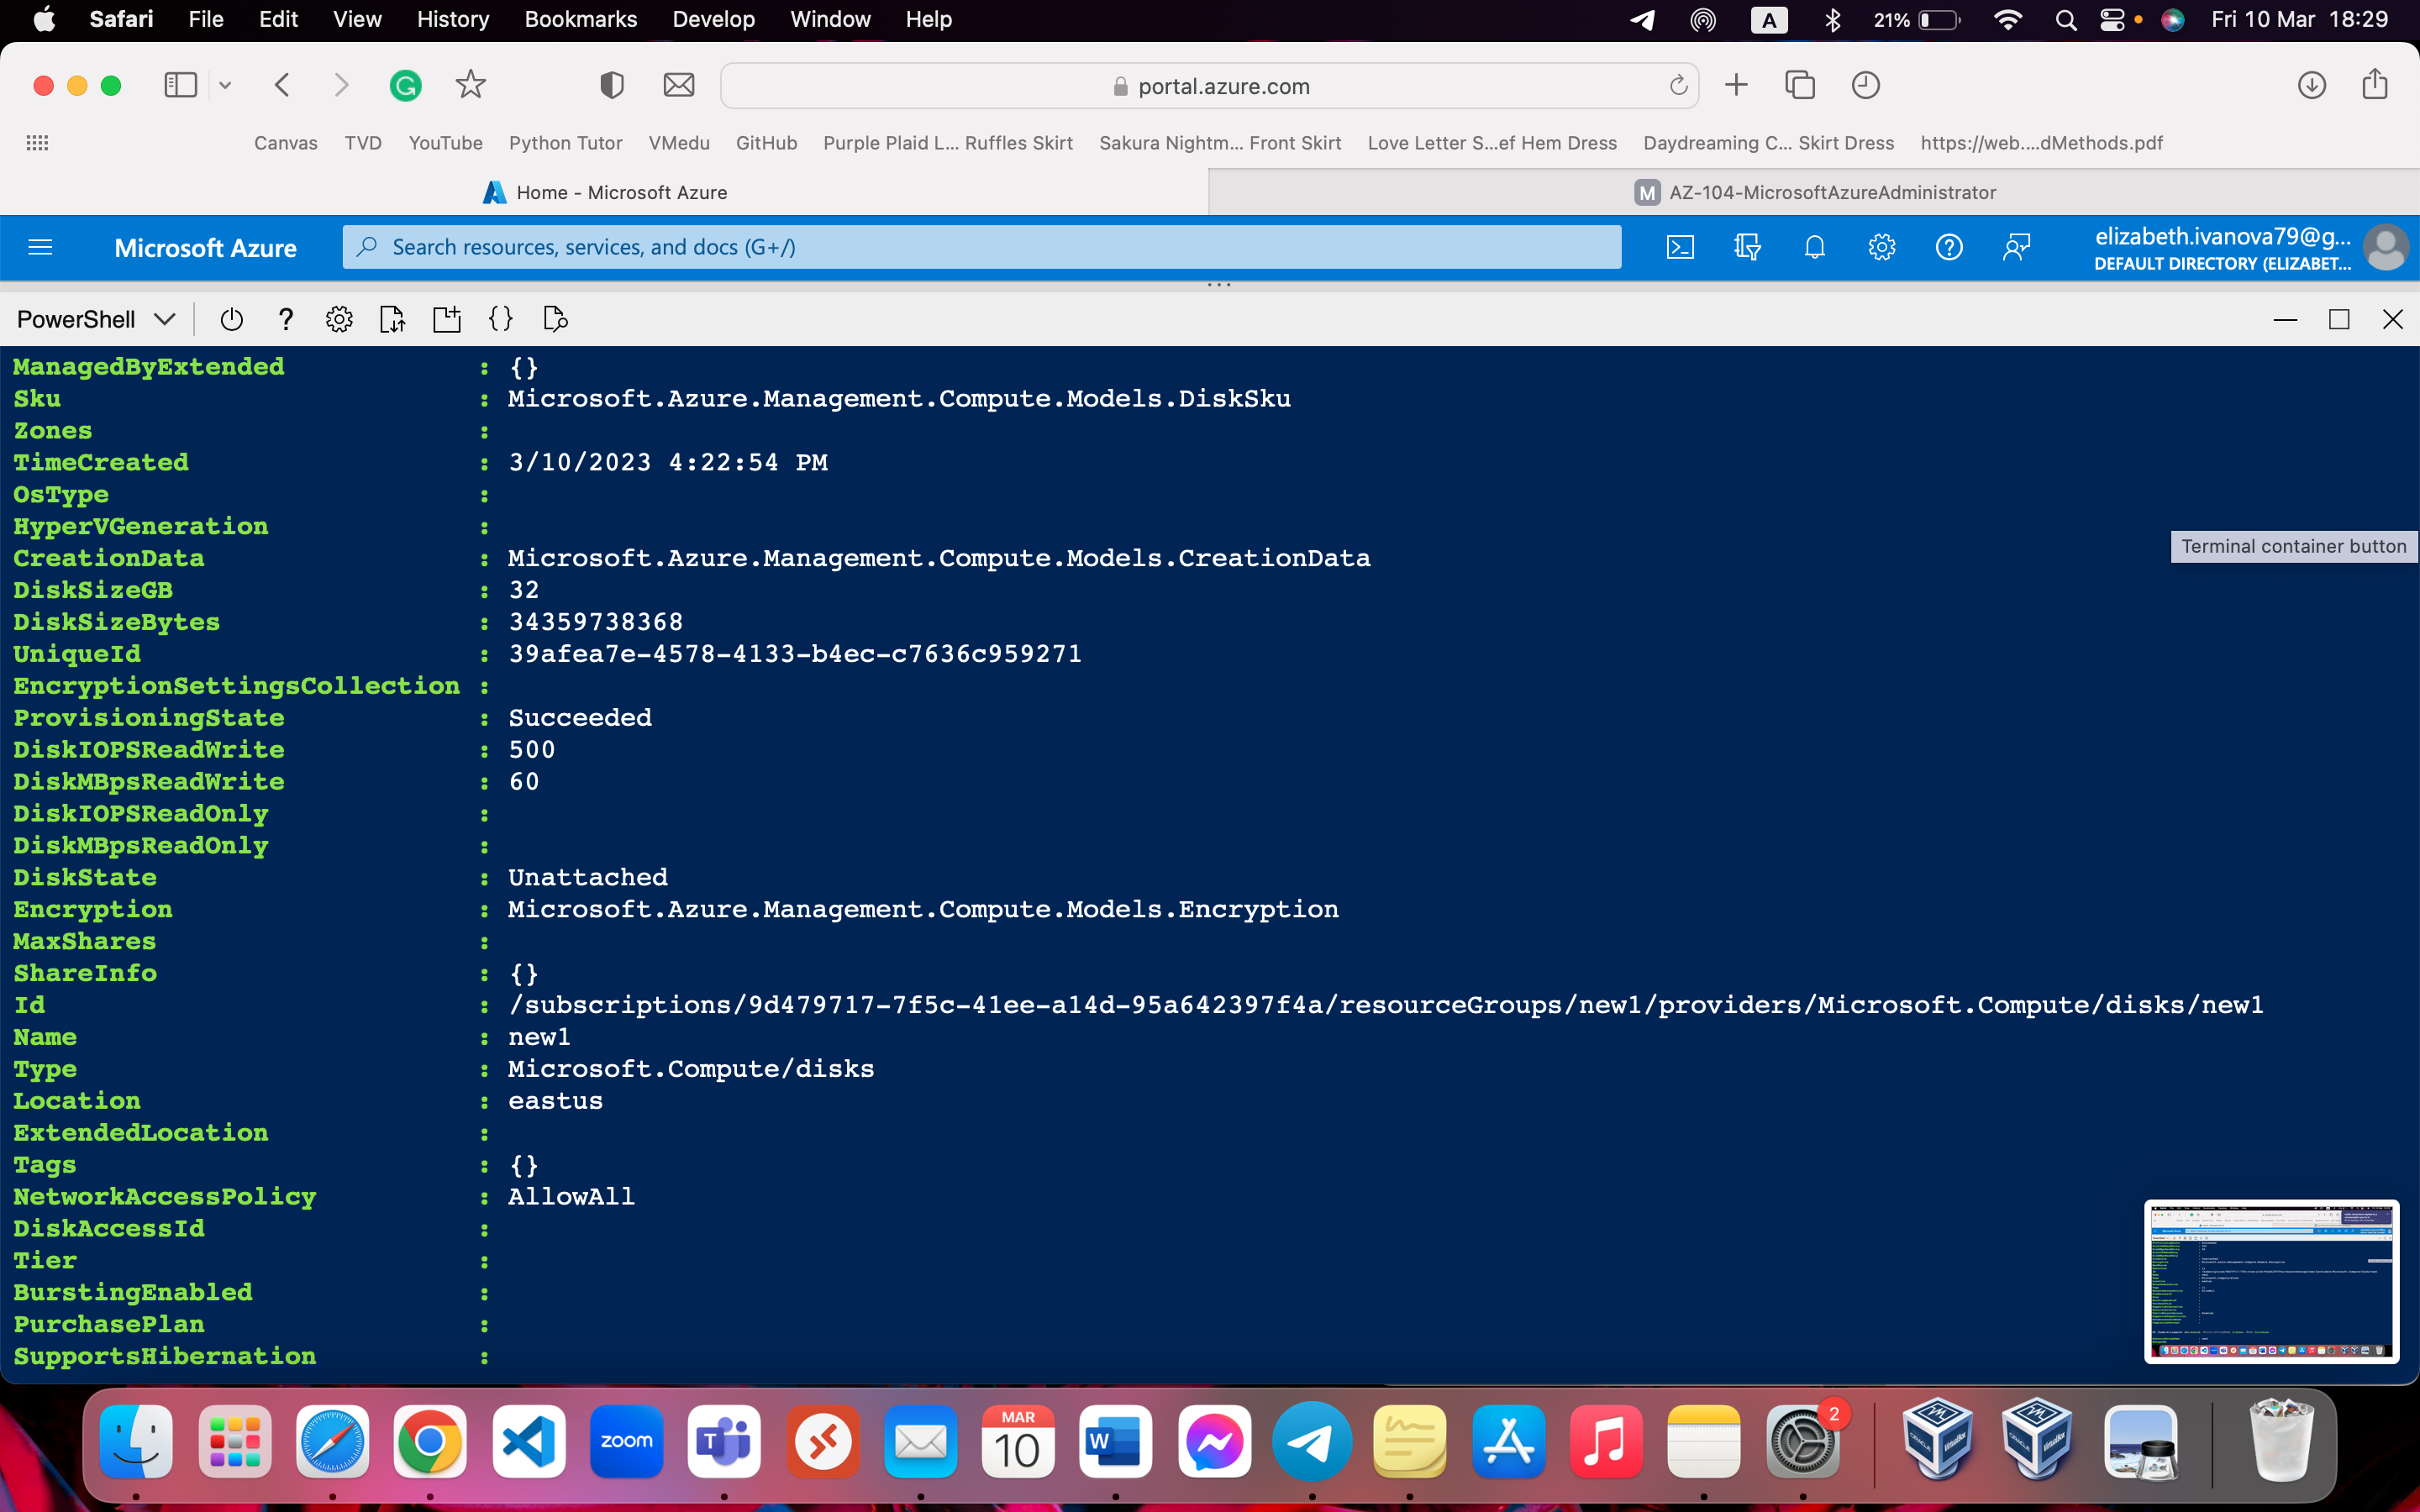 Safari File Edit View History Bookmarks Develop Window Help A 21% Fri 10 Mar 18:29
portal.azure.com
Canvas TVD YouTube Python Tutor VMedu GitHub Purple Plaid L... Ruffles Skirt Sakura Nightm... Front Skirt Love Letter S...ef Hem Dress Daydreaming C... Skirt Dress https://web....dMethods.pdf
Home - Microsoft Azure M AZ-104-MicrosoftAzureAdministrator
Microsoft Azure Search resources, services, and docs (G+/) elizabeth.ivanova79@g...
DEFAULT DIRECTORY (ELIZABET...
PowerShell
ManagedByExtended : {}
Sku : Microsoft.Azure.Management.Compute.Models.DiskSku
Zones :
TimeCreated : 3/10/2023 4:22:54 PM
OsType :
HyperVGeneration :
CreationData : Microsoft.Azure.Management.Compute.Models.CreationData
Terminal container button
DiskSizeGB : 32
DiskSizeBytes : 34359738368
UniqueId : 39afea7e-4578-4133-b4ec-c7636c959271
EncryptionSettingsCollection :
ProvisioningState : Succeeded
DiskIOPSReadWrite : 500
DiskMBpsReadWrite : 60
DiskIOPSReadOnly :
DiskMBpsReadOnly :
DiskState : Unattached
Encryption : Microsoft.Azure.Management.Compute.Models.Encryption
MaxShares :
ShareInfo : {}
Id : /subscriptions/9d479717-7f5c-41ee-a14d-95a642397f4a/resourceGroups/new1/providers/Microsoft.Compute/disks/new1
Name : new1
Type : Microsoft.Compute/disks
Location : eastus
ExtendedLocation :
Tags : {}
NetworkAccessPolicy : AllowAll
DiskAccessId :
Tier :
BurstingEnabled :
PurchasePlan :
SupportsHibernation :
zoom T MAR 10 W 2